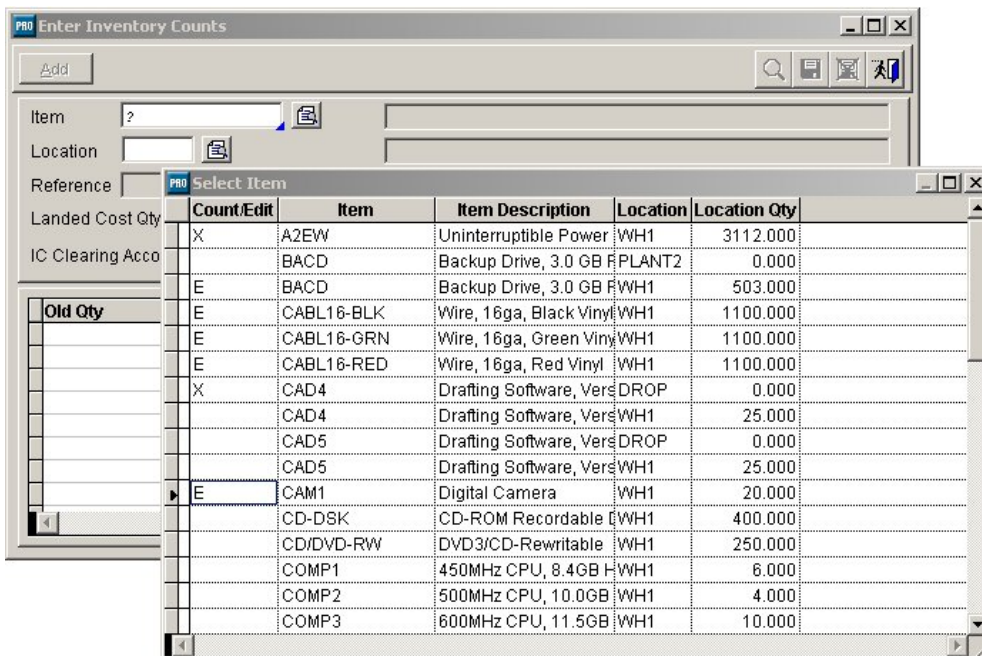 PRO Enter Inventory Counts
Add
Item ?
Location
Reference
Landed Cost Qty
IC Clearing Acco
Old Qty
PRO Select Item
Count/Edit Item Item Description Location Location Qty
X A2EW Uninterruptible Power WH1 3112.000
BACD Backup Drive, 3.0 GB PLANT2 0.000
E BACD Backup Drive, 3.0 GB WH1 503.000
E CABL16-BLK Wire, 16ga, Black Vinyl WH1 1100.000
E CABL16-GRN Wire, 16ga, Green Viny WH1 1100.000
E CABL16-RED Wire, 16ga, Red Vinyl WH1 1100.000
X CAD4 Drafting Software, Vers DROP 0.000
CAD4 Drafting Software, Vers WH1 25.000
CAD5 Drafting Software, Vers DROP 0.000
CAD5 Drafting Software, Vers WH1 25.000
E CAM1 Digital Camera WH1 20.000
CD-DSK CD-ROM Recordable WH1 400.000
CD/DVD-RW DVD3/CD-Rewritable WH1 250.000
COMP1 450MHz CPU, 8.4GB H WH1 6.000
COMP2 500MHz CPU, 10.0GB WH1 4.000
COMP3 600MHz CPU, 11.5GB WH1 10.000